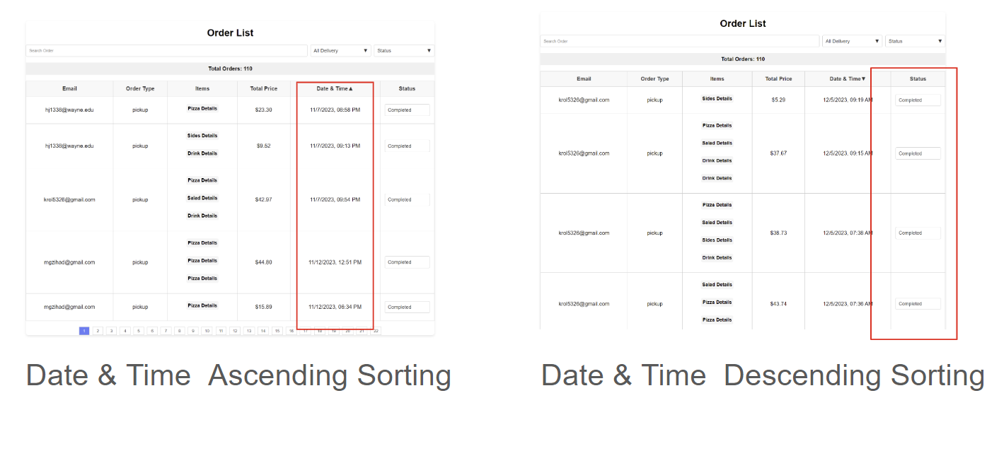 Order List
Search Order
All Delivery ▼
Status ▼
Total Orders: 110
Email Order Type Items Total Price Date & Time▲ Status
hj1338@wayne.edu pickup Pizza Details $23.30 11/7/2023, 08:58 PM Completed
Sides Details
hj1338@wayne.edu pickup $9.52 11/7/2023, 09:13 PM Completed
Drink Details
Pizza Details
krol5326@gmail.com pickup Salad Details $42.97 11/7/2023, 09:54 PM Completed
Drink Details
Pizza Details
mgzihad@gmail.com pickup Pizza Details $44.80 11/12/2023, 12:51 PM Completed
Pizza Details
mgzihad@gmail.com pickup Pizza Details $15.89 11/12/2023, 06:34 PM Completed
1 2 3 4 5 6 7 8 9 10 11 12 13 14 15 16 17 18 19 20 21 22
Date & Time Ascending Sorting
Order List
Search Order
All Delivery ▼
Status ▼
Total Orders: 110
Email Order Type Items Total Price Date & Time▼ Status
krol5326@gmail.com pickup Sides Details $5.29 12/5/2023, 09:19 AM Completed
Pizza Details
Salad Details
krol5326@gmail.com pickup $37.67 12/5/2023, 09:15 AM Completed
Drink Details
Drink Details
Pizza Details
Salad Details
krol5326@gmail.com pickup $38.73 12/5/2023, 07:38 AM Completed
Sides Details
Drink Details
Salad Details
krol5326@gmail.com pickup Pizza Details $43.74 12/5/2023, 07:36 AM Completed
Pizza Details
Date & Time Descending Sorting